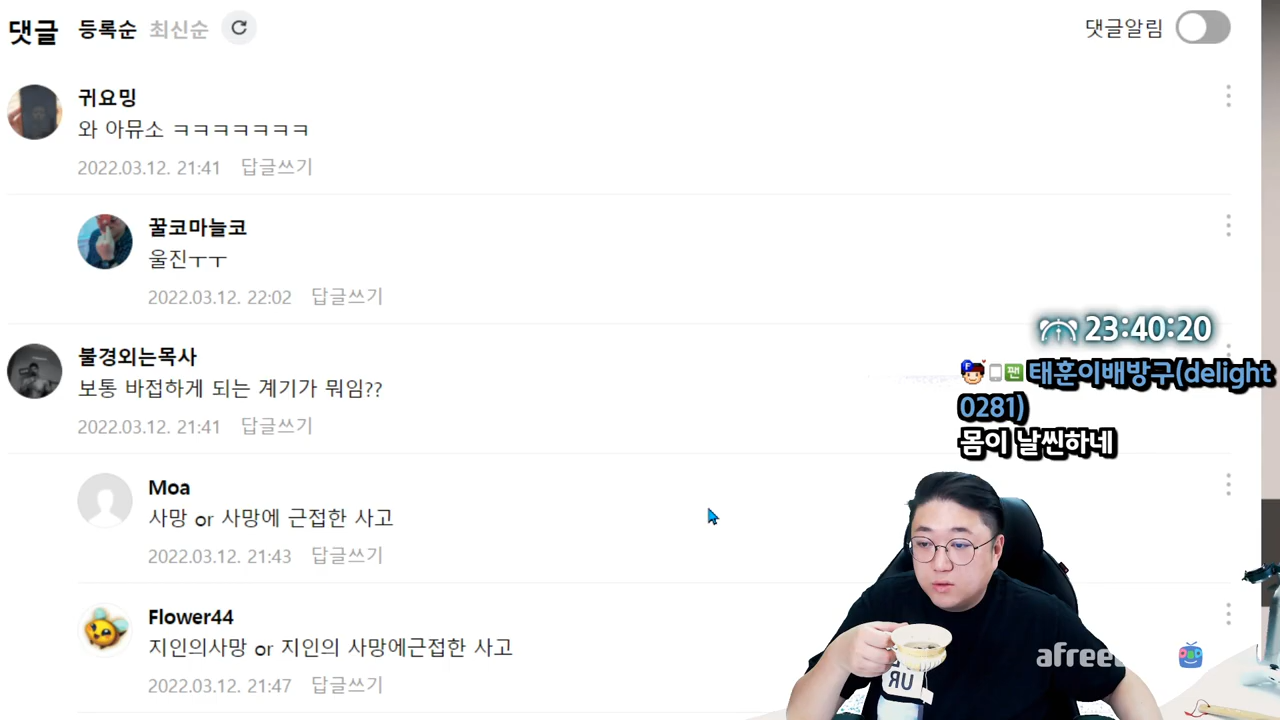 댓글 등록순 최신순
댓글알림
귀요밍
와 아뮤소 ㅋㅋㅋㅋㅋㅋㅋ
2022.03.12. 21:41 답글쓰기
꿀코마늘코
울진ㅜㅜ
2022.03.12. 22:02 답글쓰기
불경외는목사
보통 바접하게 되는 계기가 뭐임??
2022.03.12. 21:41 답글쓰기
Moa
사망 or 사망에 근접한 사고
2022.03.12. 21:43 답글쓰기
Flower44
지인의사망 or 지인의 사망에근접한 사고
2022.03.12. 21:47 답글쓰기
23:40:20
F 팬 태훈이배방구(delight
0281)
몸이 날씬하네